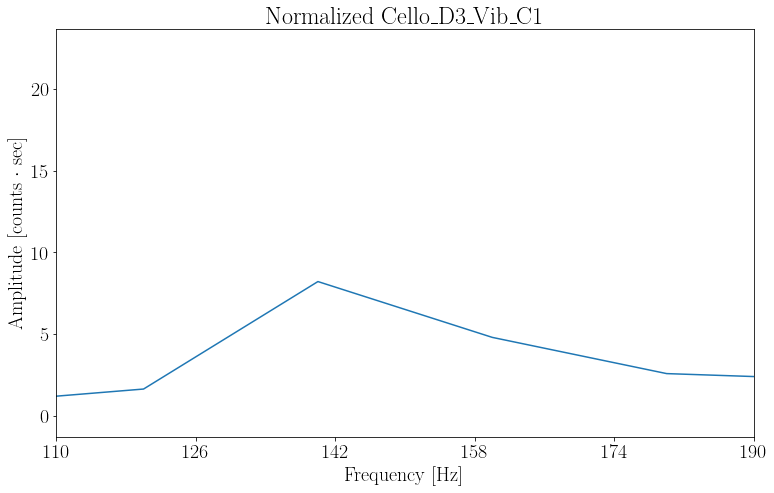 Normalized Cello_D3_Vib_C1
20
15
10
5
0
Amplitude [counts · sec]
110 126 142 158 174 190
Frequency [Hz]